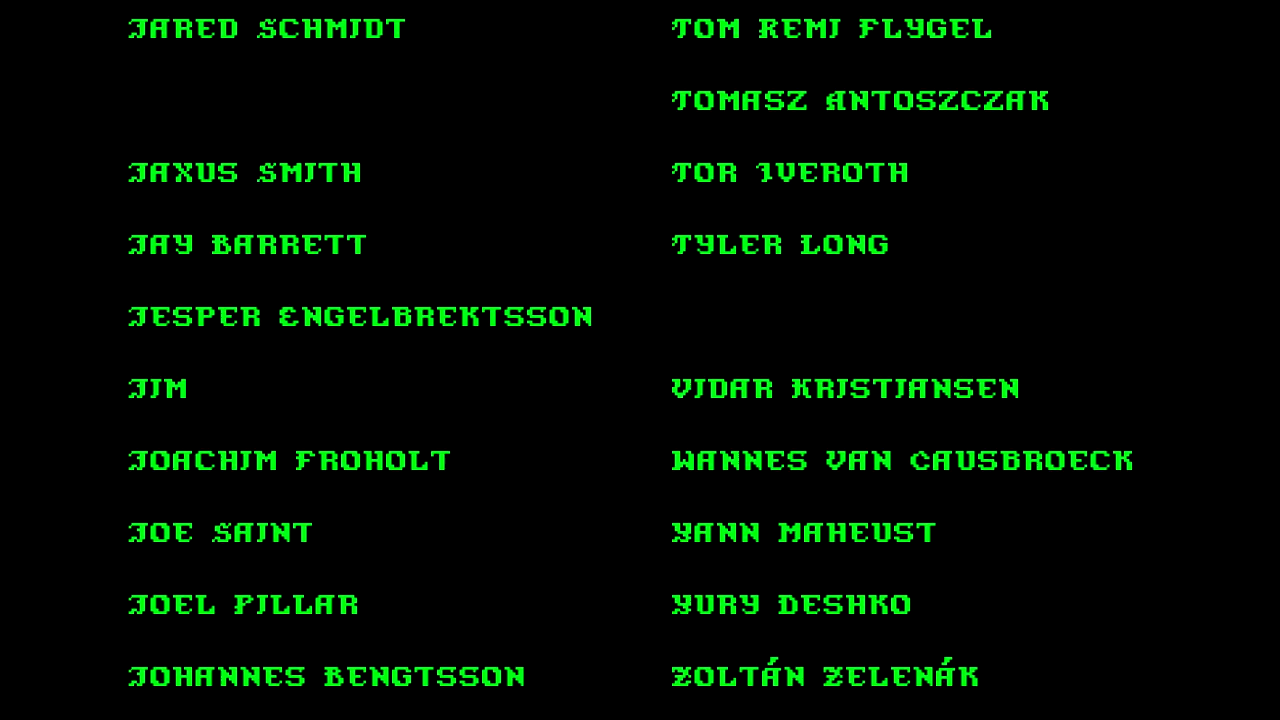 JARED SCHMIDT
JAXUS SMITH
JAY BARRETT
JESPER ENGELBREKTSSON
JIM
JOACHIM FROHOLT
JOE SAINT
JOEL PILLAR
JOHANNES BENGTSSON
TOM REMI FLYGEL
TOMASZ ANTOSZCZAK
TOR IVEROTH
TYLER LONG
VIDAR KRISTIANSEN
WANNES VAN CAUSBROECK
YANN MAHEUST
YURY DESHKO
ZOLTÁN ZELENÁK